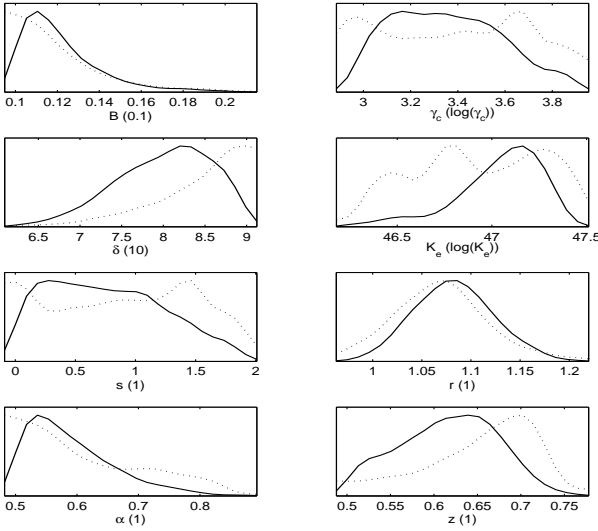 0.1 0.12 0.14 0.16 0.18 0.2
B (0.1)
3 3.2 3.4 3.6 3.8
γc (log(γc))
6.5 7 7.5 8 8.5 9
δ (10)
46.5 47 47.5
Ke (log(Ke))
0 0.5 1 1.5 2
s (1)
1 1.05 1.1 1.15 1.2
r (1)
0.5 0.6 0.7 0.8
α (1)
0.5 0.55 0.6 0.65 0.7 0.75
z (1)